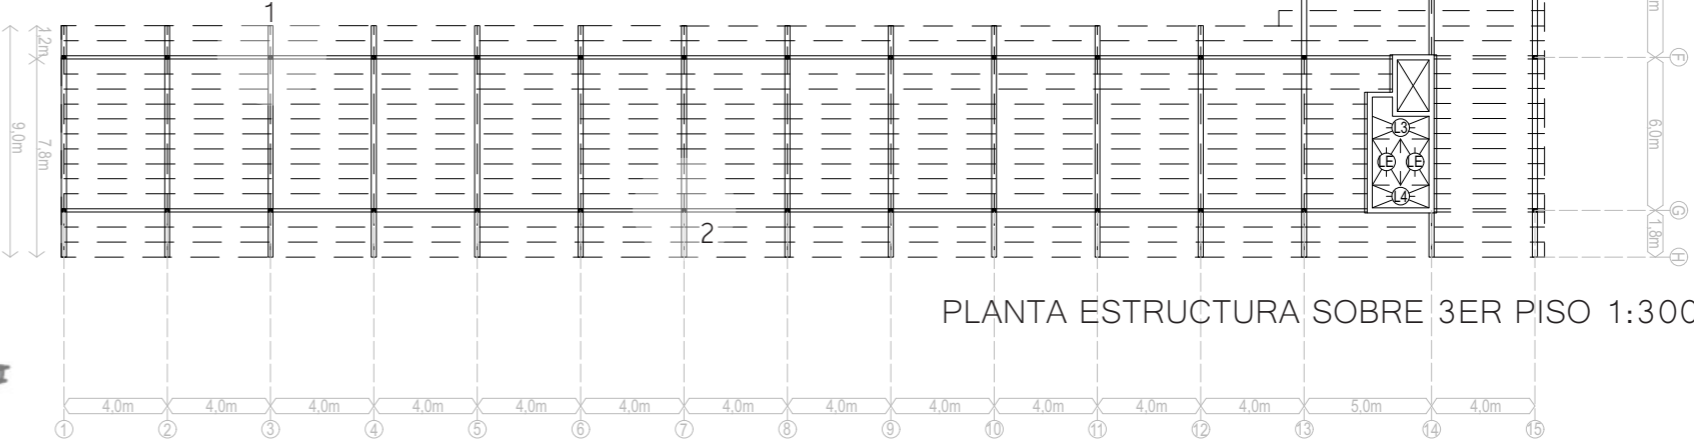 1
1,2m
F
9,0m
7,8m
6,0m
L3
LE LE
L4
G
2
1,8m
H
PLANTA ESTRUCTURA SOBRE 3ER PISO 1:300
4,0m 4,0m 4,0m 4,0m 4,0m 4,0m 4,0m 4,0m 4,0m 4,0m 4,0m 4,0m 5,0m 4,0m
1 2 3 4 5 6 7 8 9 10 11 12 13 14 15